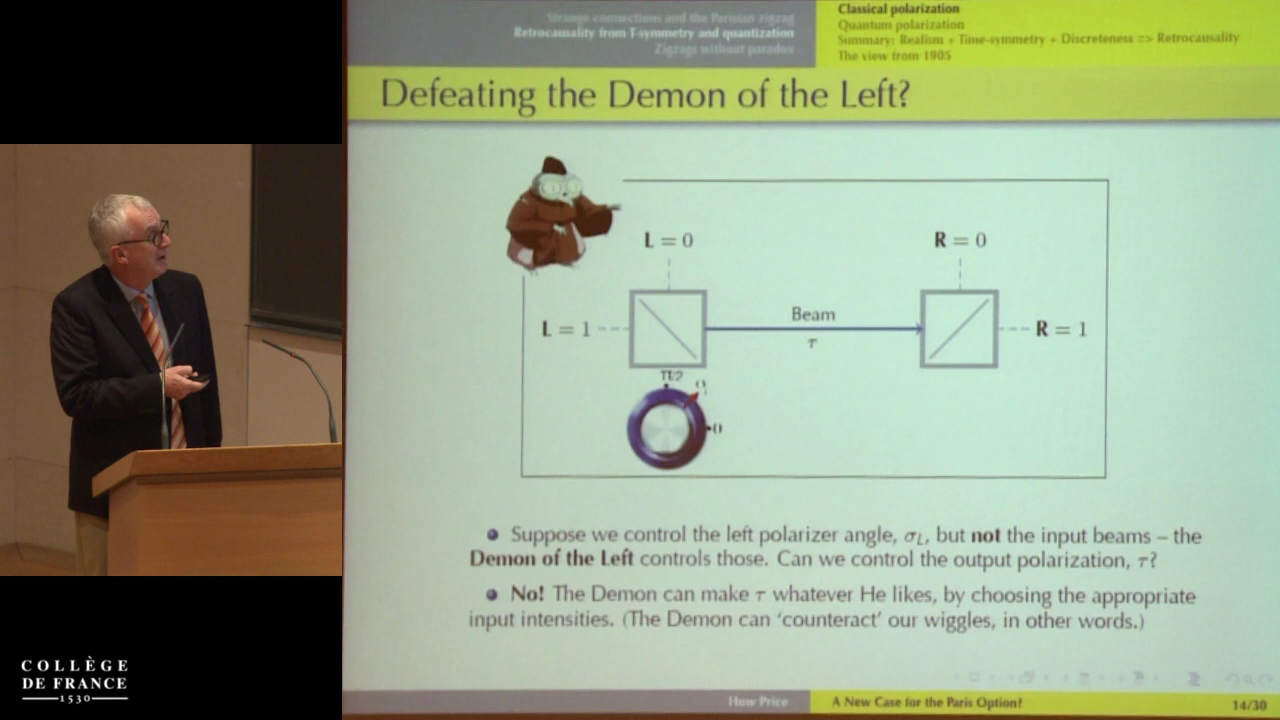 Strange connections and the Parisian zigzag
Retrocausality from T-symmetry and quantization
Zigzags without paradox
Classical polarization
Quantum polarization
Summary: Realism + Time-symmetry + Discreteness => Retrocausality
The view from 1905
Defeating the Demon of the Left?
L = 0
R = 0
L = 1
Beam
τ
R = 1
0
Suppose we control the left polarizer angle, σL, but not the input beams – the
Demon of the Left controls those. Can we control the output polarization, τ?
No! The Demon can make τ whatever He likes, by choosing the appropriate
input intensities. (The Demon can 'counteract' our wiggles, in other words.)
COLLÈGE
DE FRANCE
1530
Huw Price
A New Case for the Paris Option?
14/30